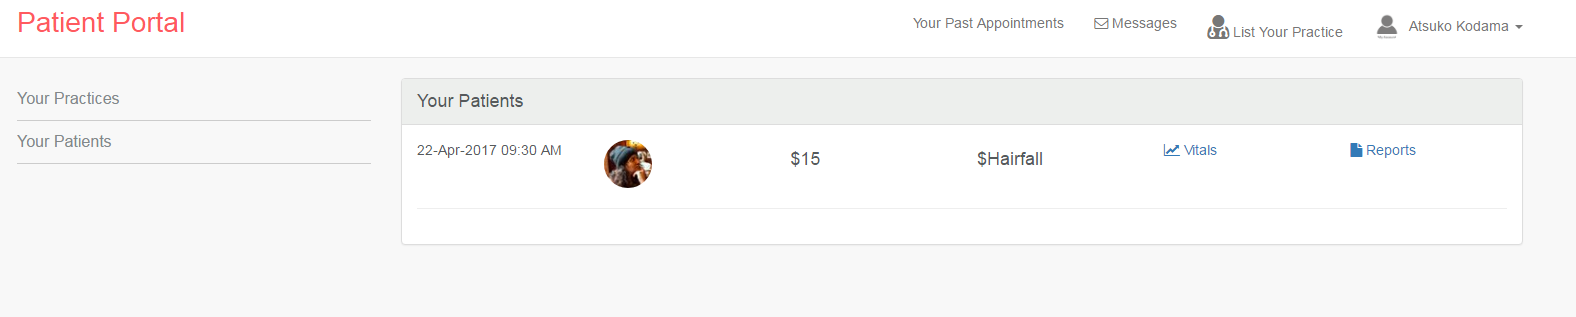 Patient Portal
Your Past Appointments
Messages
List Your Practice
Atsuko Kodama
Your Practices
Your Patients
Your Patients
22-Apr-2017 09:30 AM
$15
$Hairfall
Vitals
Reports